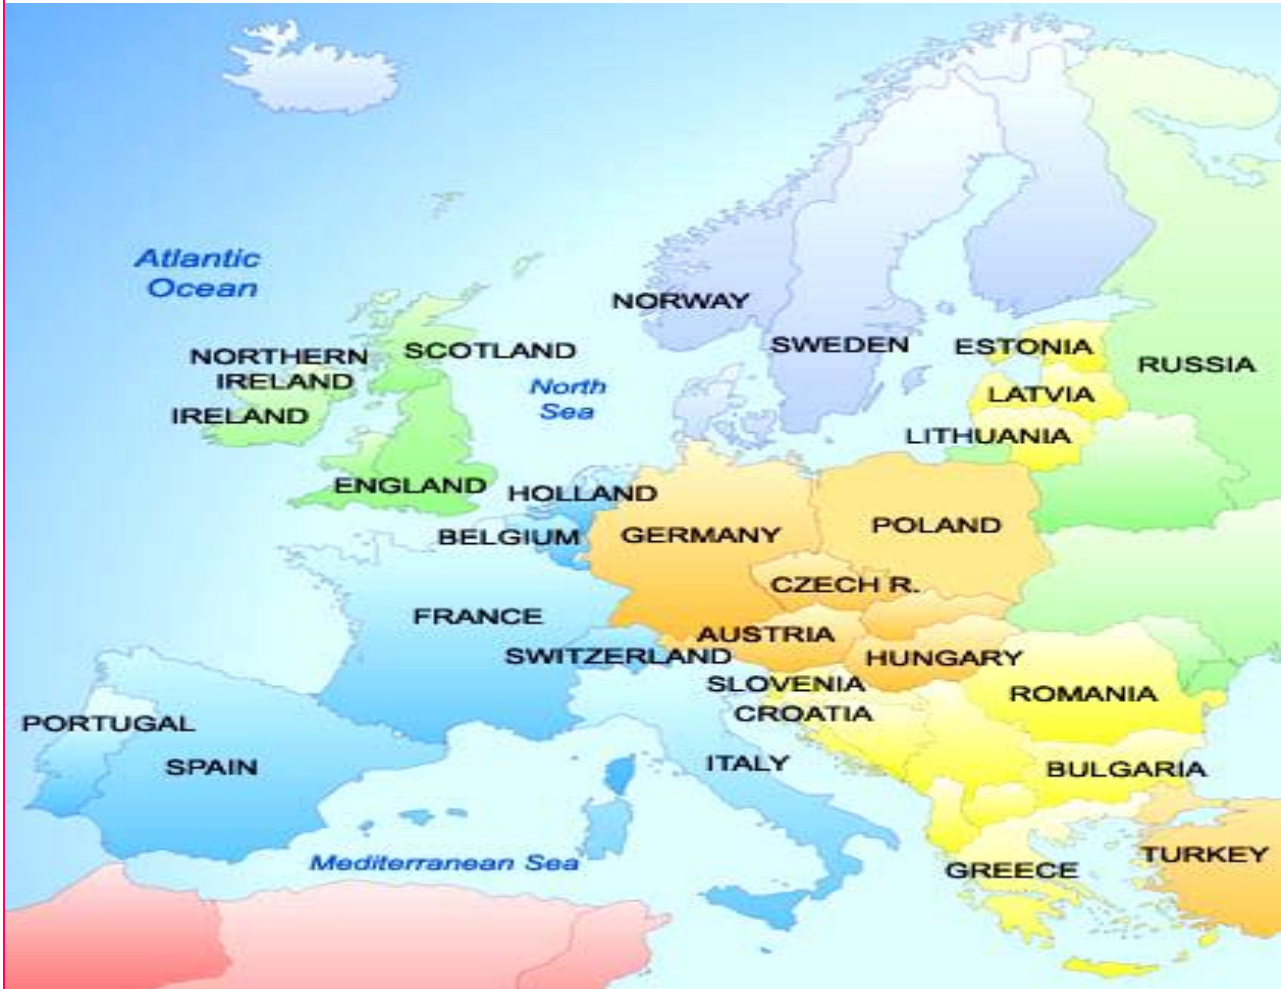 Atlantic
Ocean
NORWAY
SWEDEN
ESTONIA
SCOTLAND
NORTHERN
IRELAND
RUSSIA
North
Sea
LATVIA
IRELAND
LITHUANIA
ENGLAND
HOLLAND
POLAND
BELGIUM
GERMANY
CZECH R.
FRANCE
AUSTRIA
SWITZERLAND
HUNGARY
SLOVENIA
ROMANIA
CROATIA
PORTUGAL
SPAIN
ITALY
BULGARIA
Mediterranean Sea
TURKEY
GREECE